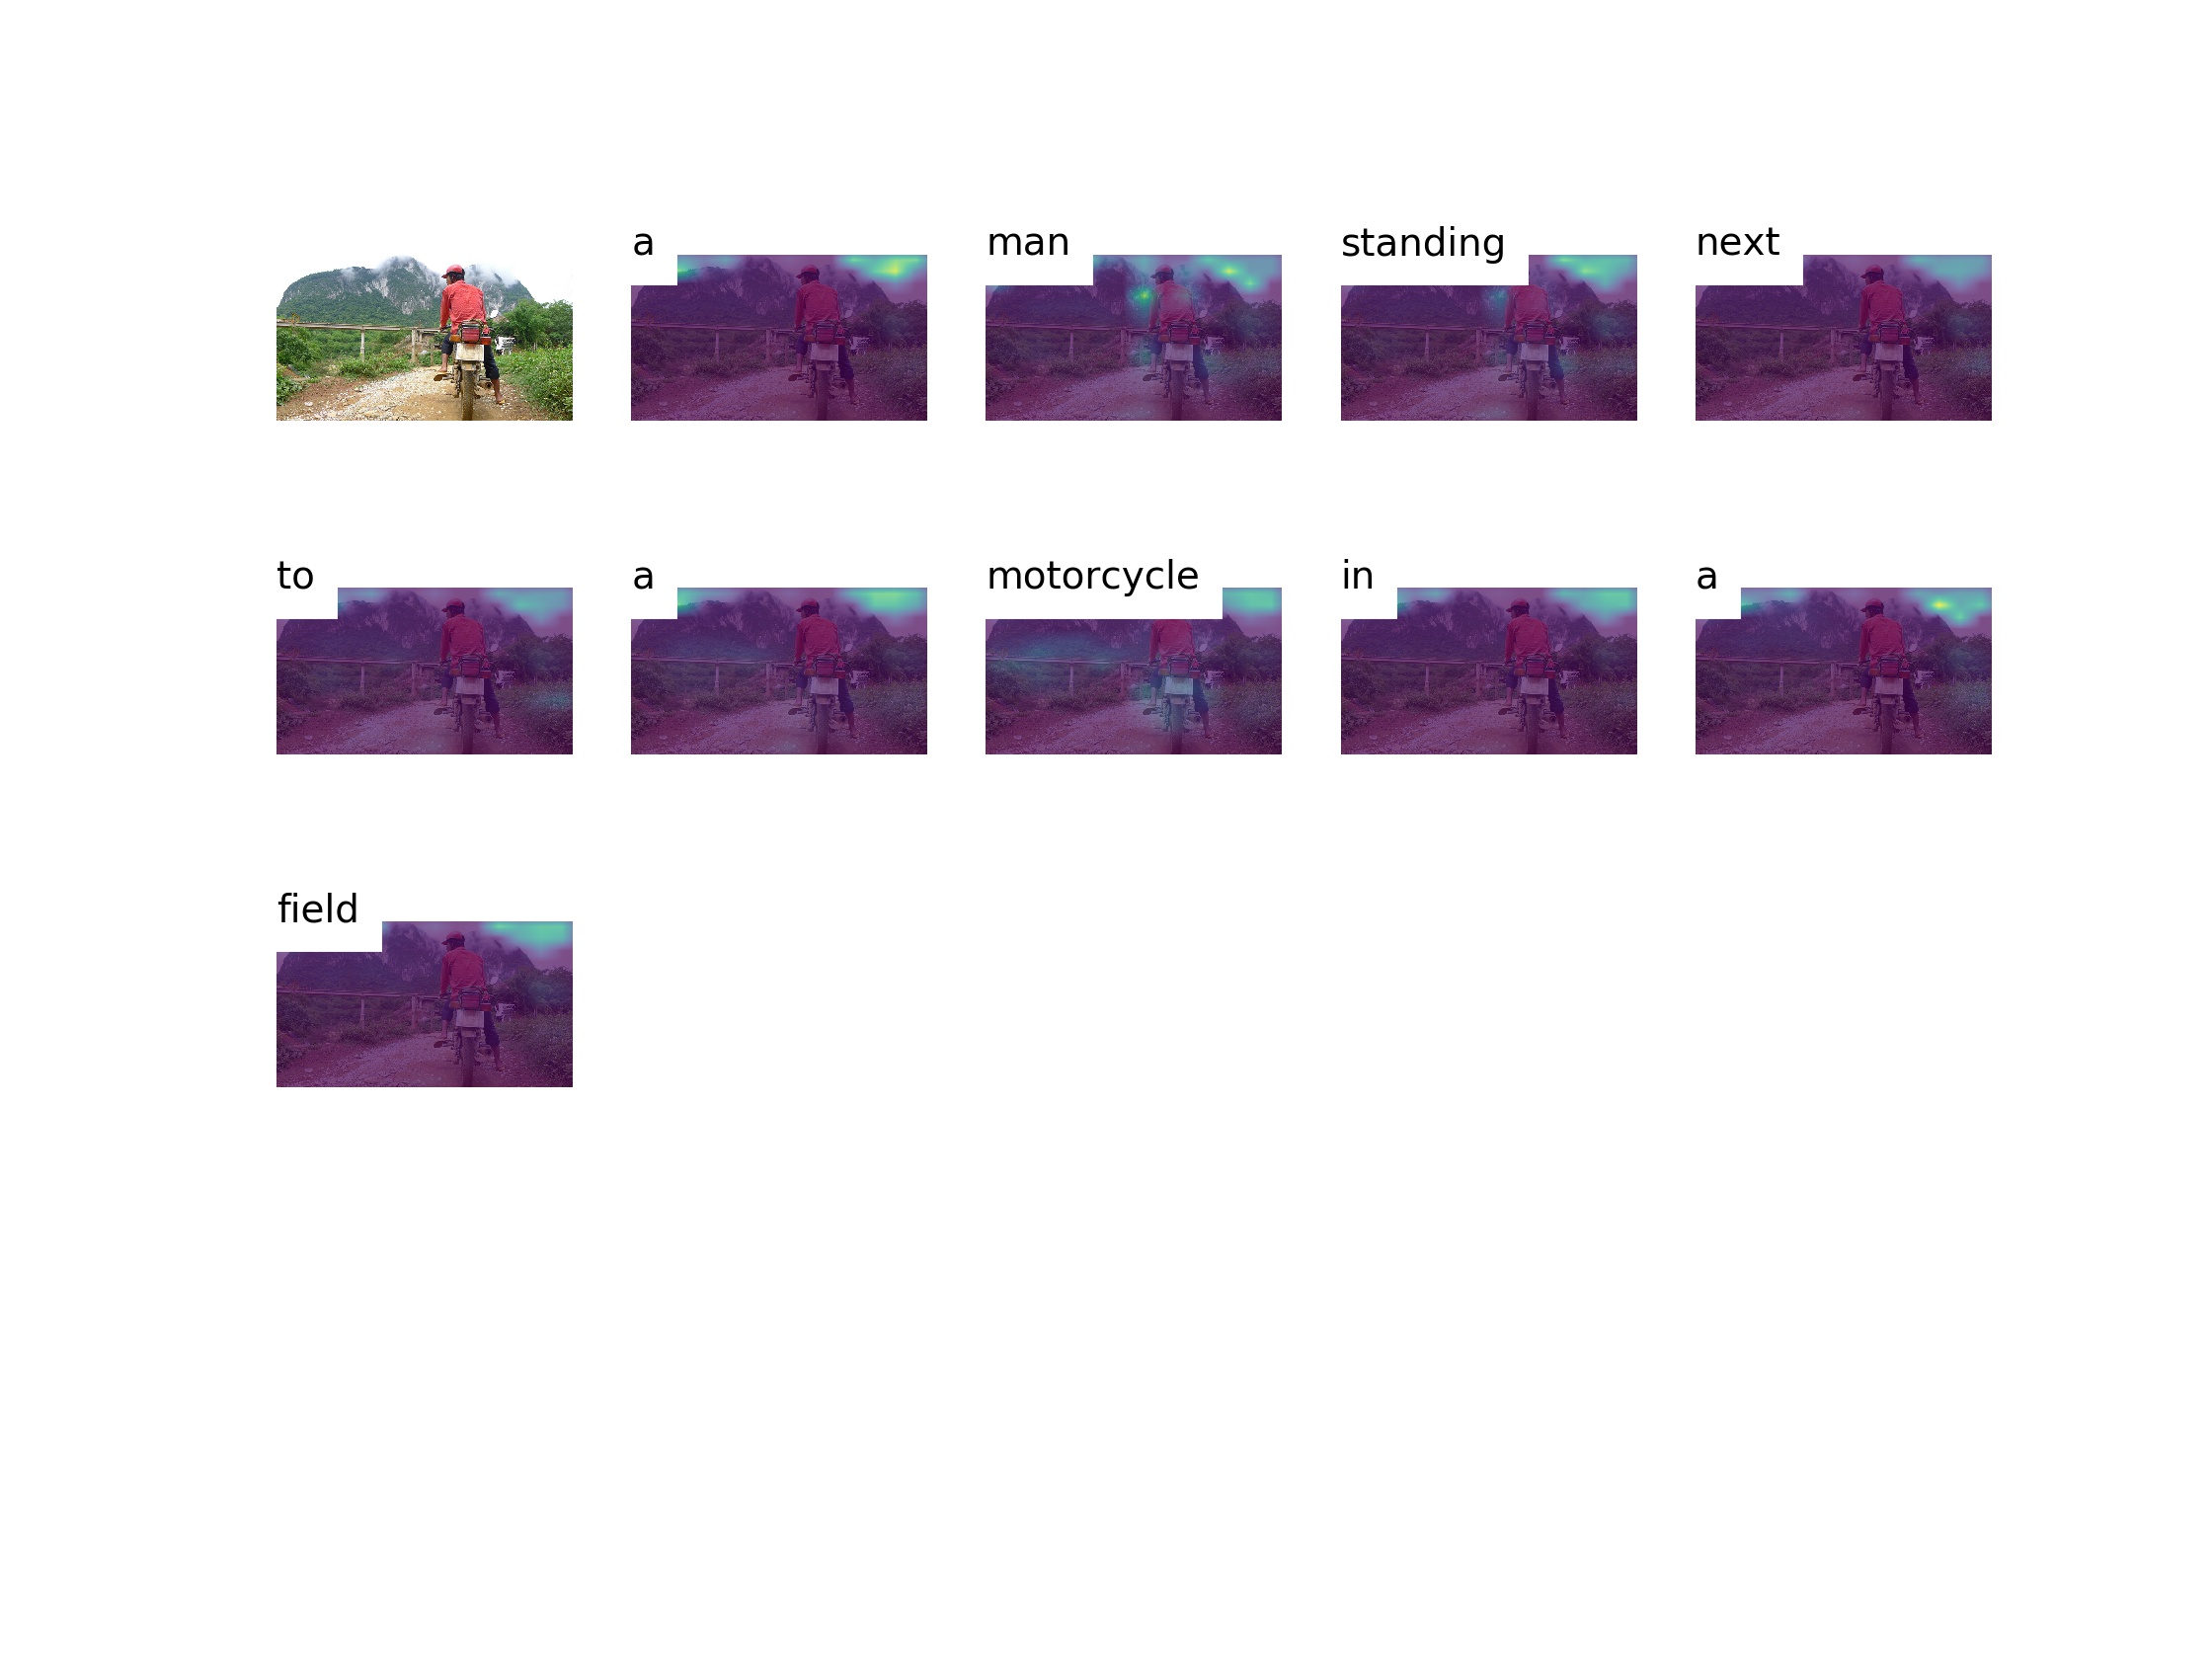 a man standing next
to a motorcycle in a
field